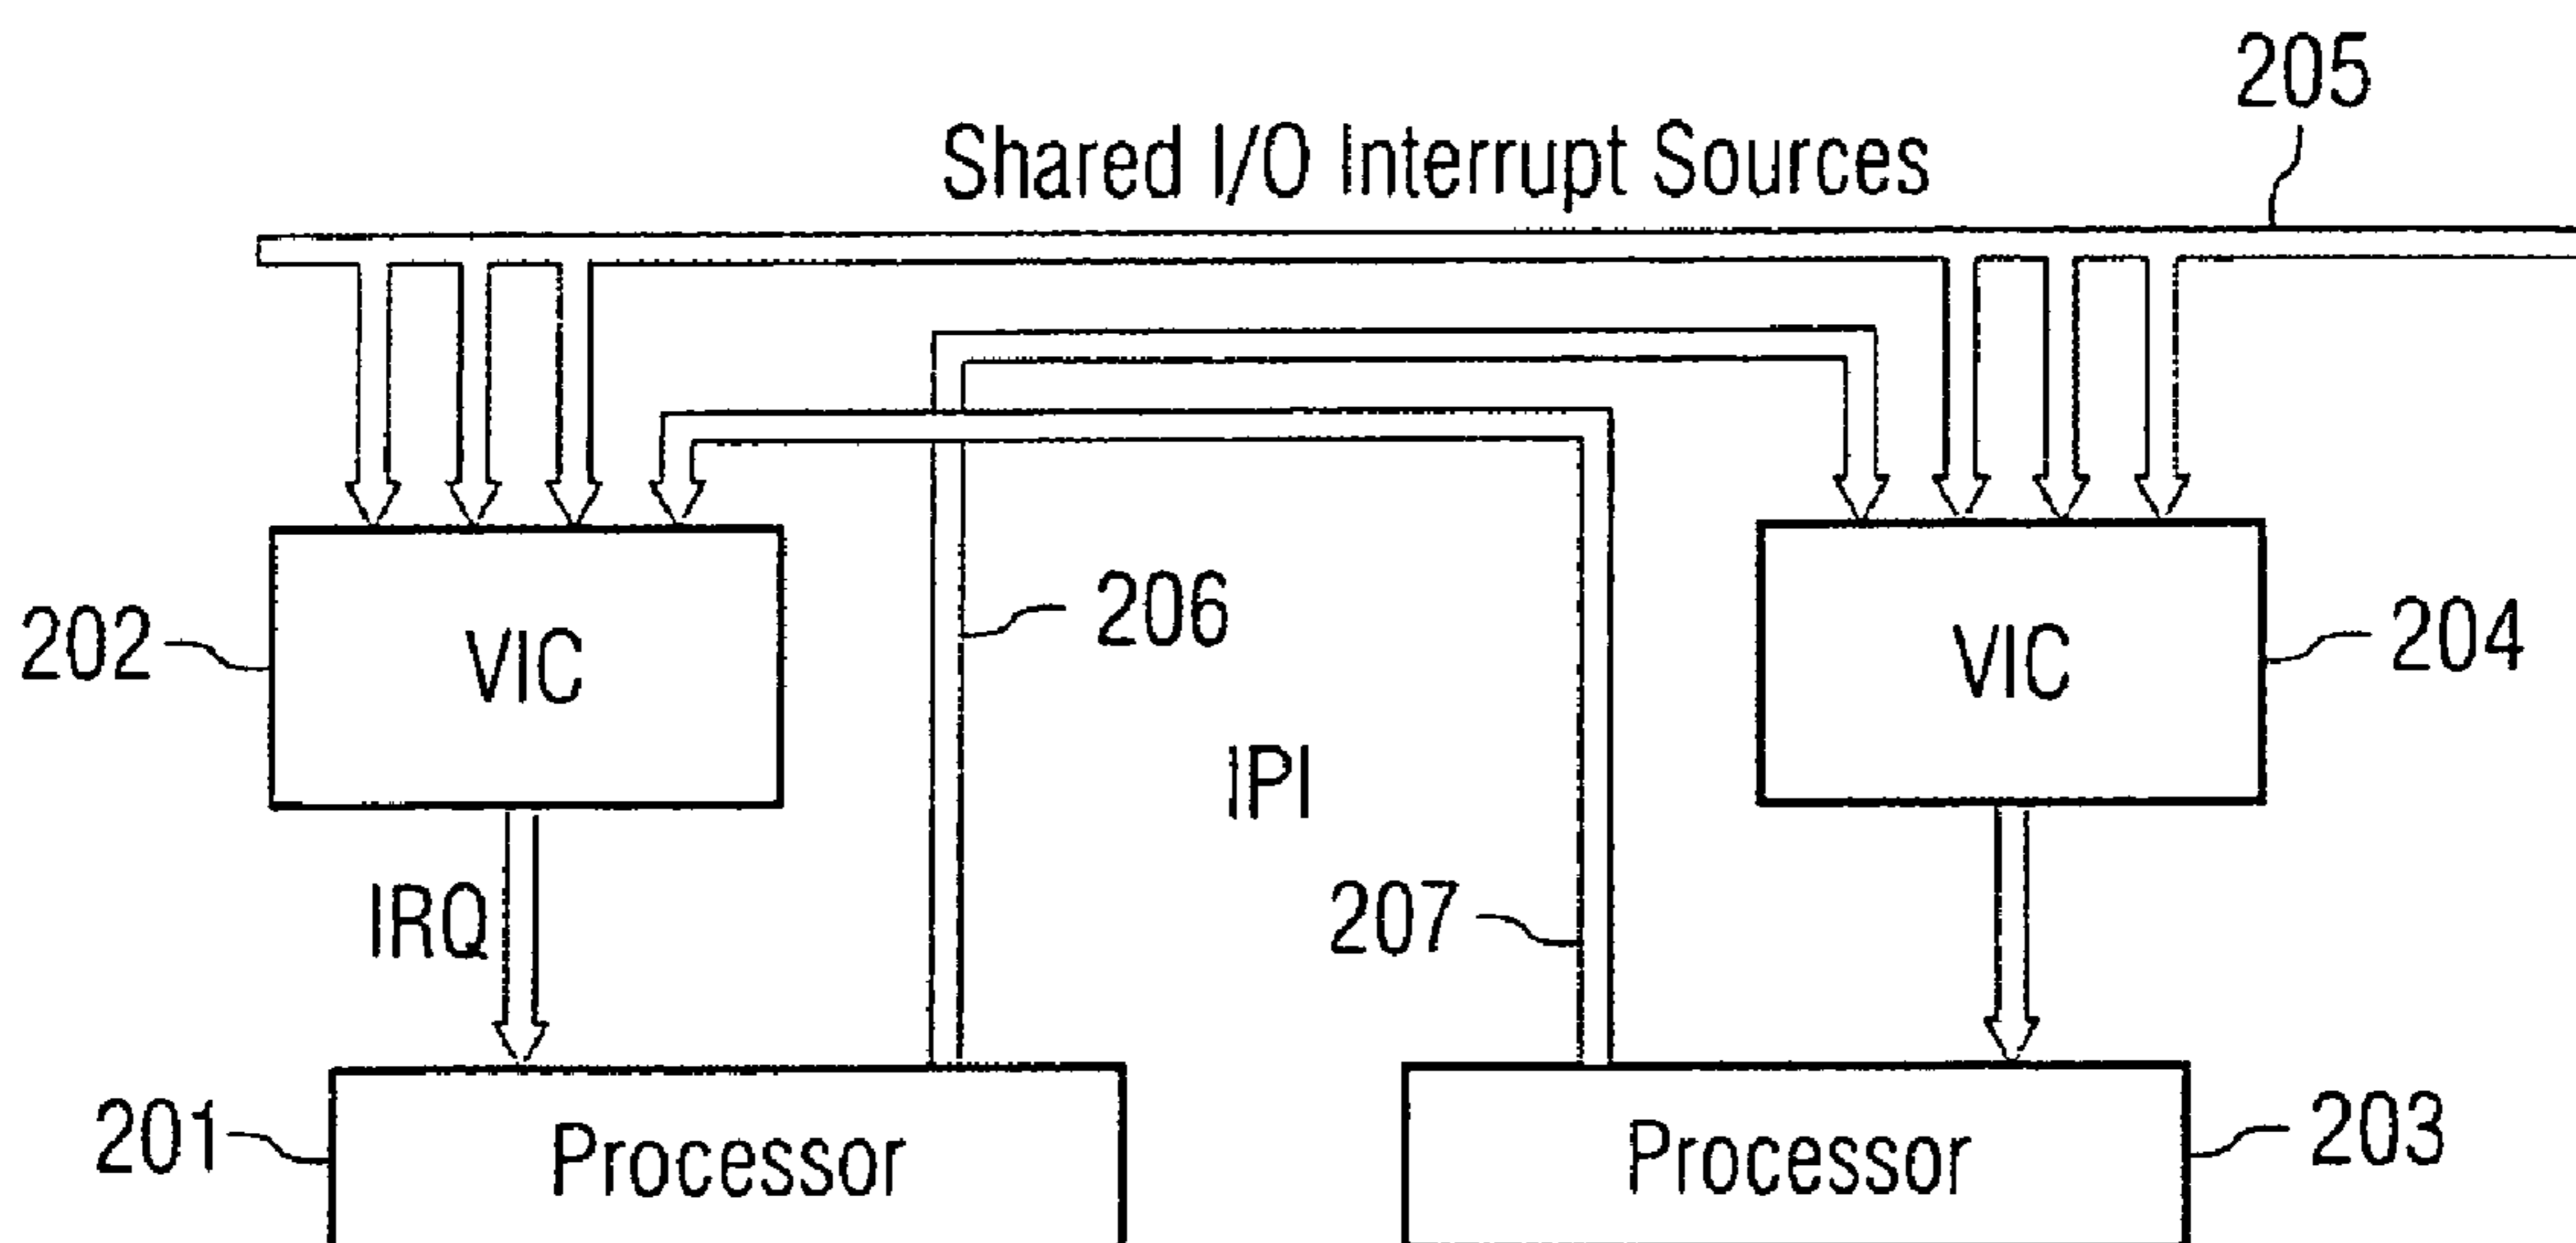 205
Shared I/O Interrupt Sources
202
VIC
206
VIC
204
IPI
IRQ
207
201
Processor
Processor
203